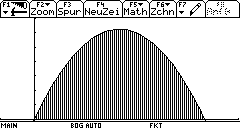 F1 F2 Zoom F3 Spur F4 NeuZei F5 Math F6 Zchn F7
MAIN BOG AUTO FKT